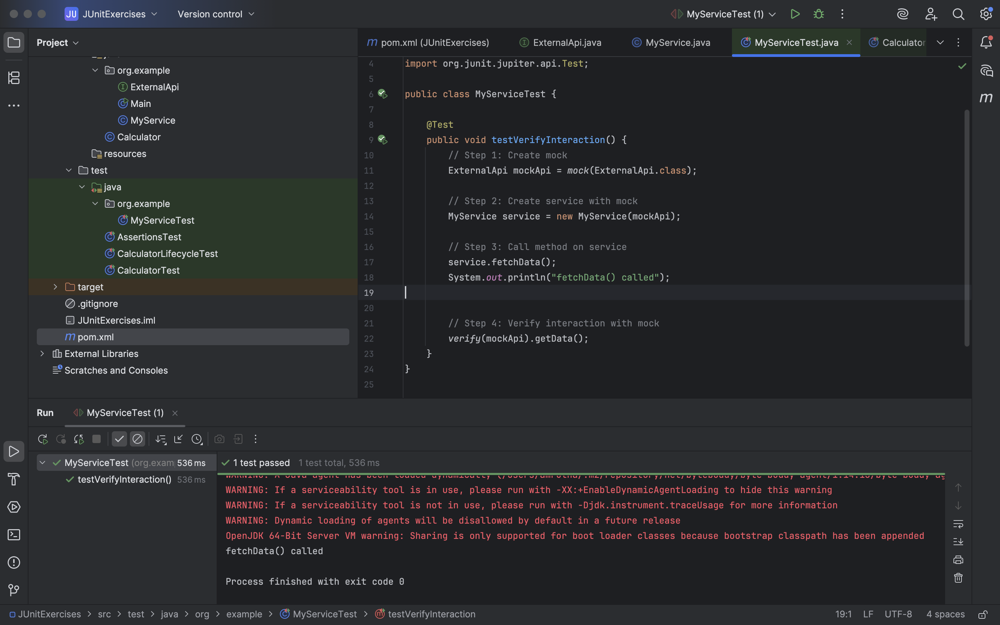 JU JUnitExercises Version control MyServiceTest (1)
Project
org.example
ExternalApi
Main
MyService
Calculator
resources
test
java
org.example
MyServiceTest
AssertionsTest
CalculatorLifecycleTest
CalculatorTest
target
.gitignore
JUnitExercises.iml
pom.xml
External Libraries
Scratches and Consoles
pom.xml (JUnitExercises) ExternalApi.java MyService.java MyServiceTest.java Calculator
4 import org.junit.jupiter.api.Test;
5
6 public class MyServiceTest {
7
8 @Test
9 public void testVerifyInteraction() {
10 // Step 1: Create mock
11 ExternalApi mockApi = mock(ExternalApi.class);
12
13 // Step 2: Create service with mock
14 MyService service = new MyService(mockApi);
15
16 // Step 3: Call method on service
17 service.fetchData();
18 System.out.println("fetchData() called");
19
20
21 // Step 4: Verify interaction with mock
22 verify(mockApi).getData();
23 }
24 }
25
Run MyServiceTest (1)
MyServiceTest (org.exam 536 ms
testVerifyInteraction() 536 ms
1 test passed 1 test total, 536 ms
WARNING: A Java agent has been loaded dynamically
WARNING: If a serviceability tool is in use, please run with -XX:+EnableDynamicAgentLoading to hide this warning
WARNING: If a serviceability tool is not in use, please run with -Djdk.instrument.traceUsage for more information
WARNING: Dynamic loading of agents will be disallowed by default in a future release
OpenJDK 64-Bit Server VM warning: Sharing is only supported for boot loader classes because bootstrap classpath has been appended
fetchData() called
Process finished with exit code 0
JUnitExercises > src > test > java > org > example > MyServiceTest > testVerifyInteraction 19:1 LF UTF-8 4 spaces